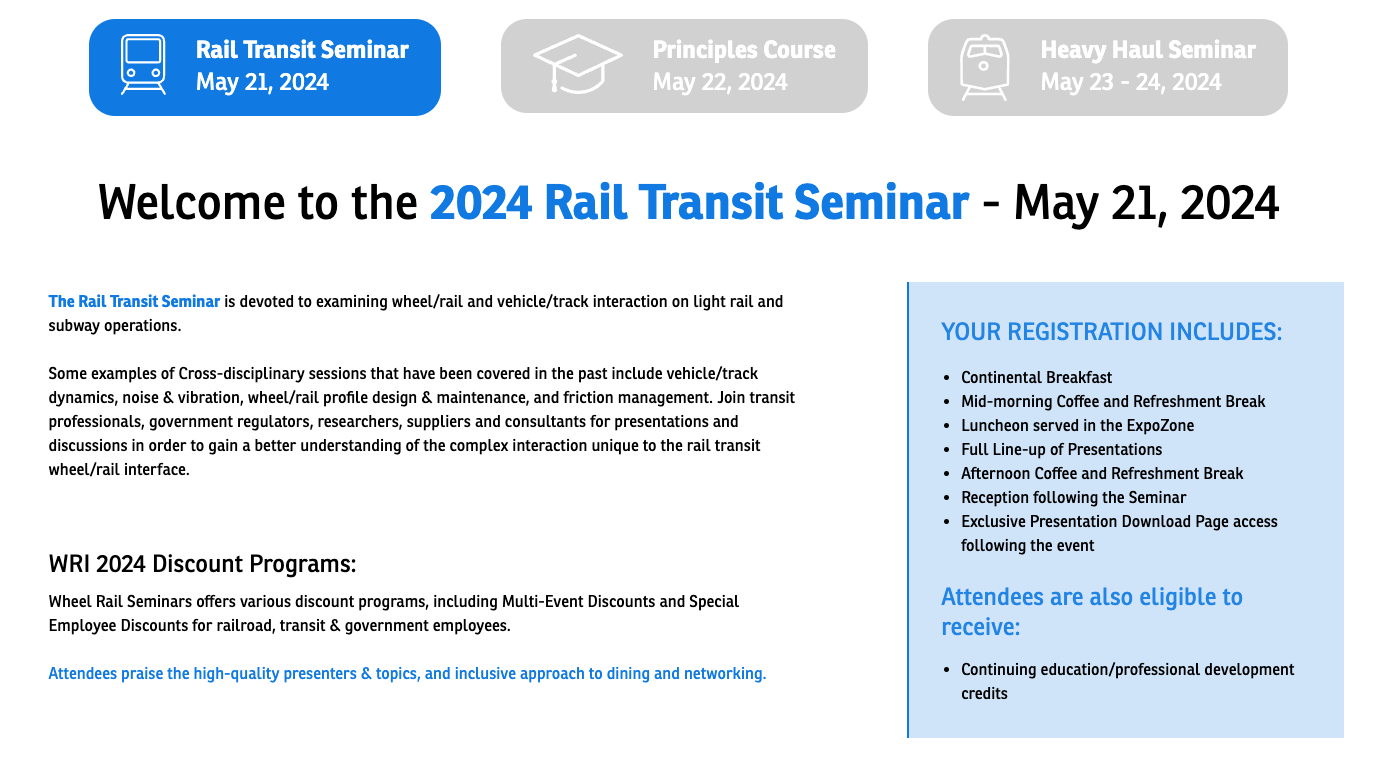 Rail Transit Seminar
May 21, 2024
Principles Course
May 22, 2024
Heavy Haul Seminar
May 23 - 24, 2024
Welcome to the 2024 Rail Transit Seminar - May 21, 2024
The Rail Transit Seminar is devoted to examining wheel/rail and vehicle/track interaction on light rail and
subway operations.
Some examples of Cross-disciplinary sessions that have been covered in the past include vehicle/track
dynamics, noise & vibration, wheel/rail profile design & maintenance, and friction management. Join transit
professionals, government regulators, researchers, suppliers and consultants for presentations and
discussions in order to gain a better understanding of the complex interaction unique to the rail transit
wheel/rail interface.
WRI 2024 Discount Programs:
Wheel Rail Seminars offers various discount programs, including Multi-Event Discounts and Special
Employee Discounts for railroad, transit & government employees.
Attendees praise the high-quality presenters & topics, and inclusive approach to dining and networking.
YOUR REGISTRATION INCLUDES:
• Continental Breakfast
• Mid-morning Coffee and Refreshment Break
• Luncheon served in the ExpoZone
• Full Line-up of Presentations
• Afternoon Coffee and Refreshment Break
• Reception following the Seminar
• Exclusive Presentation Download Page access
following the event
Attendees are also eligible to
receive:
• Continuing education/professional development
credits